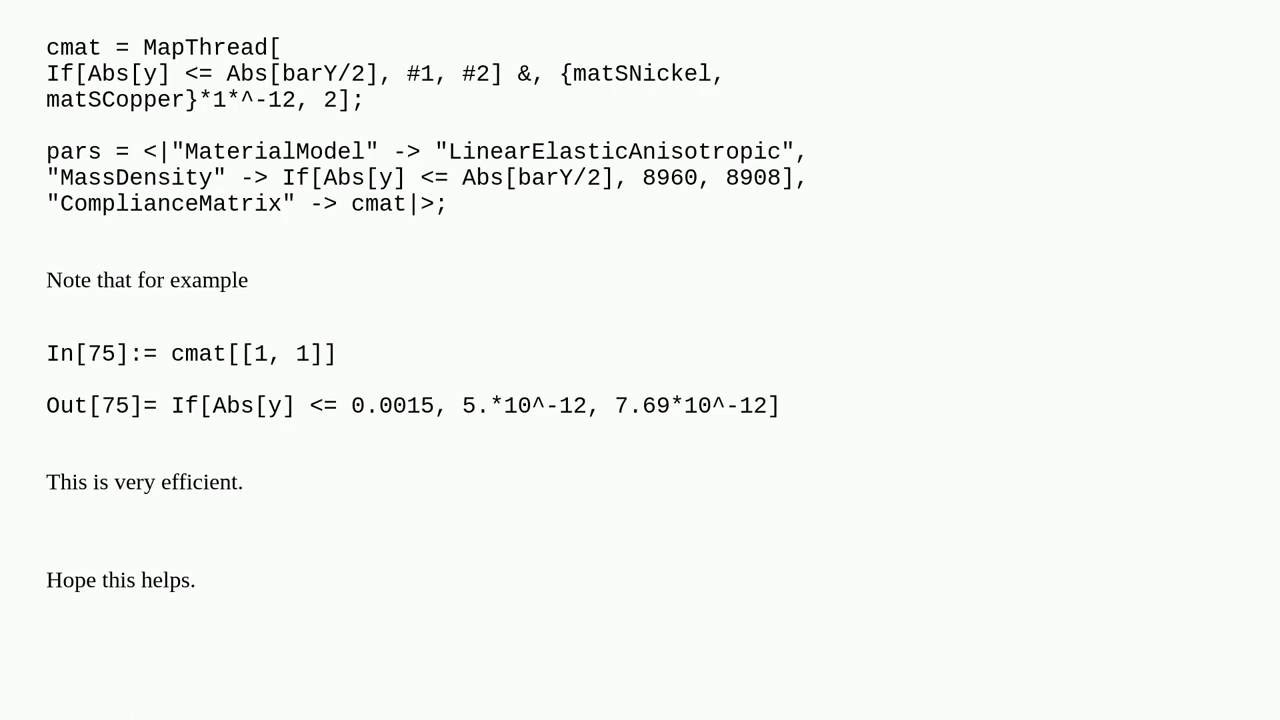 cmat = MapThread[
If[Abs[y] <= Abs[barY/2], #1, #2] &, {matSNickel,
matSCopper}*1*^-12, 2];
pars = <|"MaterialModel" -> "LinearElasticAnisotropic",
"MassDensity" -> If[Abs[y] <= Abs[barY/2], 8960, 8908],
"ComplianceMatrix" -> cmat|>;
Note that for example
In[75]:= cmat[[1, 1]]
Out[75]= If[Abs[y] <= 0.0015, 5.*10^-12, 7.69*10^-12]
This is very efficient.
Hope this helps.